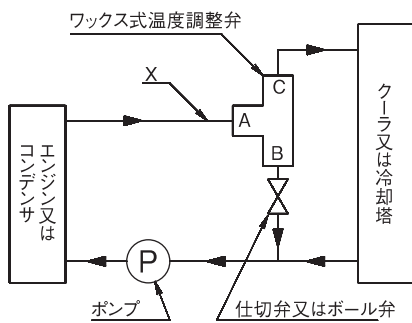 ワックス式温度調整弁
X
C
A
B
エンジン又は
コンデンサ
クーラ又は冷却塔
P
ポンプ
仕切弁又はボール弁